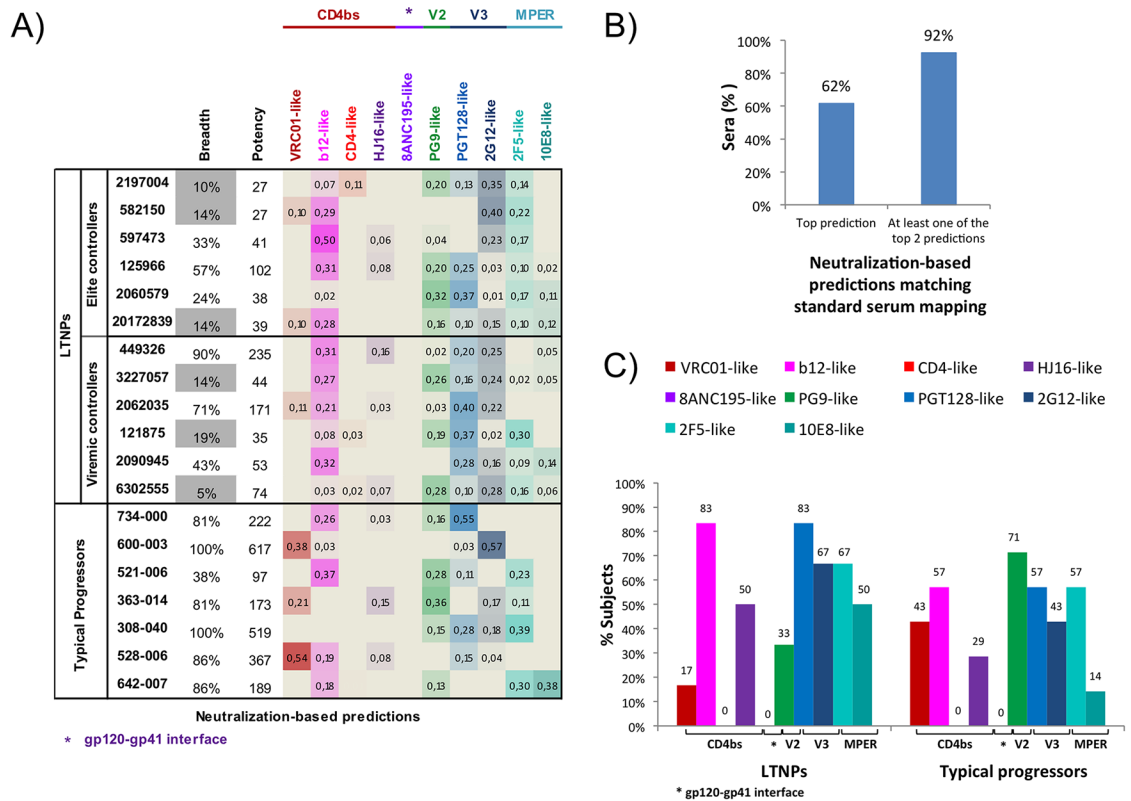 A)
CD4bs * V2 V3 MPER
Breadth Potency VRC01-like b12-like CD4-like HJ16-like 8ANC195-like PG9-like PGT128-like 2G12-like 2F5-like 10E8-like
LTNPs
Elite controllers
2197004 10% 27 0,07 0,11 0,20 0,13 0,35 0,14
582150 14% 27 0,10 0,29 0,40 0,22
597473 33% 41 0,50 0,06 0,04 0,23 0,17
125966 57% 102 0,31 0,08 0,20 0,25 0,03 0,10 0,02
2060579 24% 38 0,02 0,32 0,37 0,01 0,17 0,11
20172839 14% 39 0,10 0,28 0,16 0,10 0,15 0,10 0,12
Viremic controllers
449326 90% 235 0,31 0,16 0,02 0,20 0,25 0,05
3227057 14% 44 0,27 0,26 0,16 0,24 0,02 0,05
2062035 71% 171 0,11 0,21 0,03 0,03 0,40 0,22
121875 19% 35 0,08 0,03 0,19 0,37 0,02 0,30
2090945 43% 53 0,32 0,28 0,16 0,09 0,14
6302555 5% 74 0,03 0,02 0,07 0,28 0,10 0,28 0,16 0,06
Typical Progressors
734-000 81% 222 0,26 0,03 0,16 0,55
600-003 100% 617 0,38 0,03 0,03 0,57
521-006 38% 97 0,37 0,28 0,11 0,23
363-014 81% 173 0,21 0,15 0,36 0,17 0,11
308-040 100% 519 0,15 0,28 0,18 0,39
528-006 86% 367 0,54 0,19 0,08 0,15 0,04
642-007 86% 189 0,18 0,13 0,30 0,38
Neutralization-based predictions
* gp120-gp41 interface
B)
Sera (% )
100%
80%
60%
40%
20%
0%
62%
92%
Top prediction
At least one of the
top 2 predictions
Neutralization-based
predictions matching
standard serum mapping
C)
VRC01-like b12-like CD4-like HJ16-like
8ANC195-like PG9-like PGT128-like 2G12-like
2F5-like 10E8-like
% Subjects
100%
90%
80%
70%
60%
50%
40%
30%
20%
10%
0%
17 83 0 50 0 33 83 67 67 50
43 57 0 29 0 71 57 43 57 14
CD4bs * V2 V3 MPER
CD4bs * V2 V3 MPER
LTNPs
Typical progressors
* gp120-gp41 interface